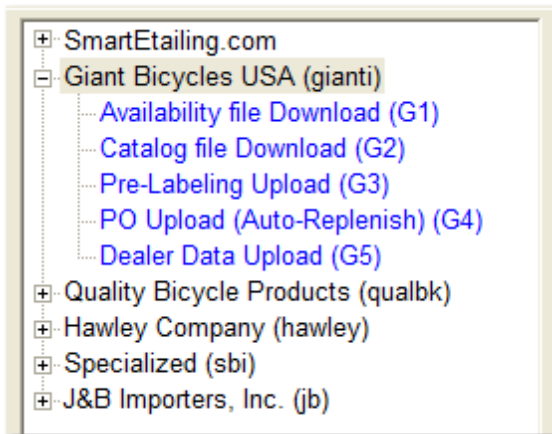 SmartEtailing.com
Giant Bicycles USA (gianti)
Availability file Download (G1)
Catalog file Download (G2)
Pre-Labeling Upload (G3)
PO Upload (Auto-Replenish) (G4)
Dealer Data Upload (G5)
Quality Bicycle Products (qualbk)
Hawley Company (hawley)
Specialized (sbi)
J&B Importers, Inc. (jb)